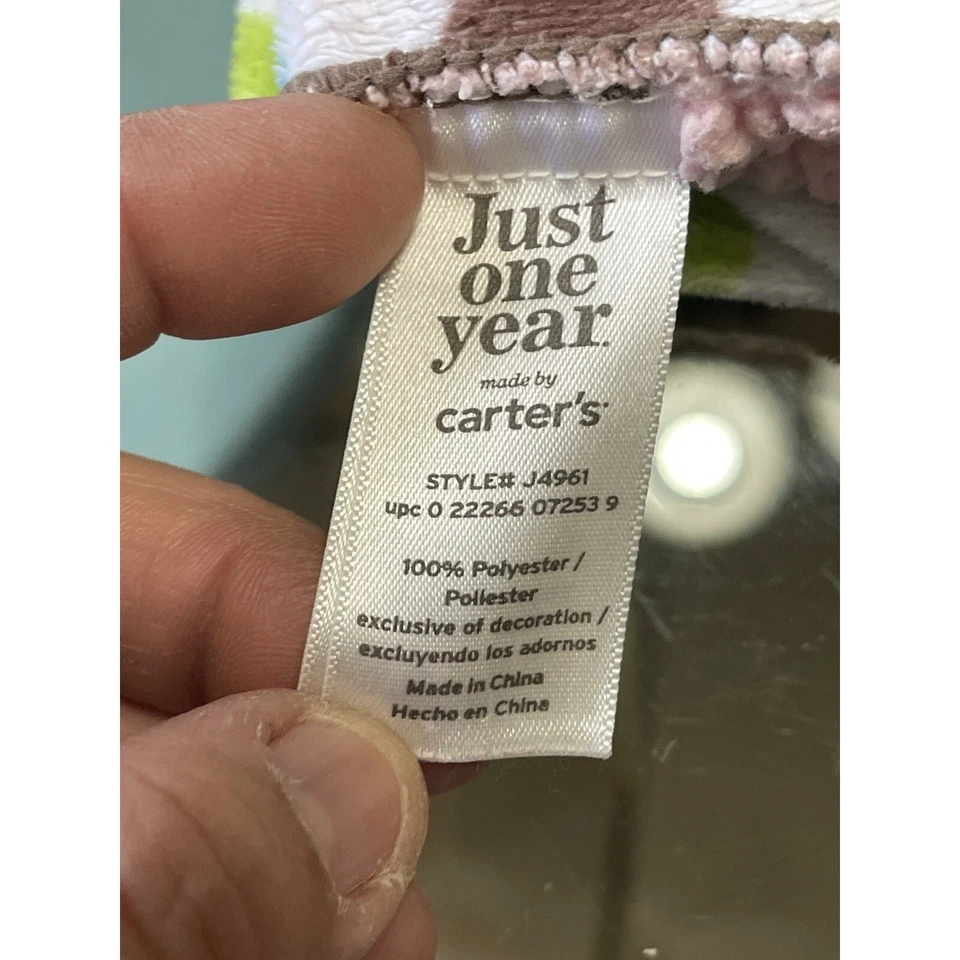 Just
one
year.
made by
carter's
STYLE# J4961
upc 0 22266 07253 9
100% Polyester /
Poliester
exclusive of decoration /
excluyendo los adornos
Made in China
Hecho en China